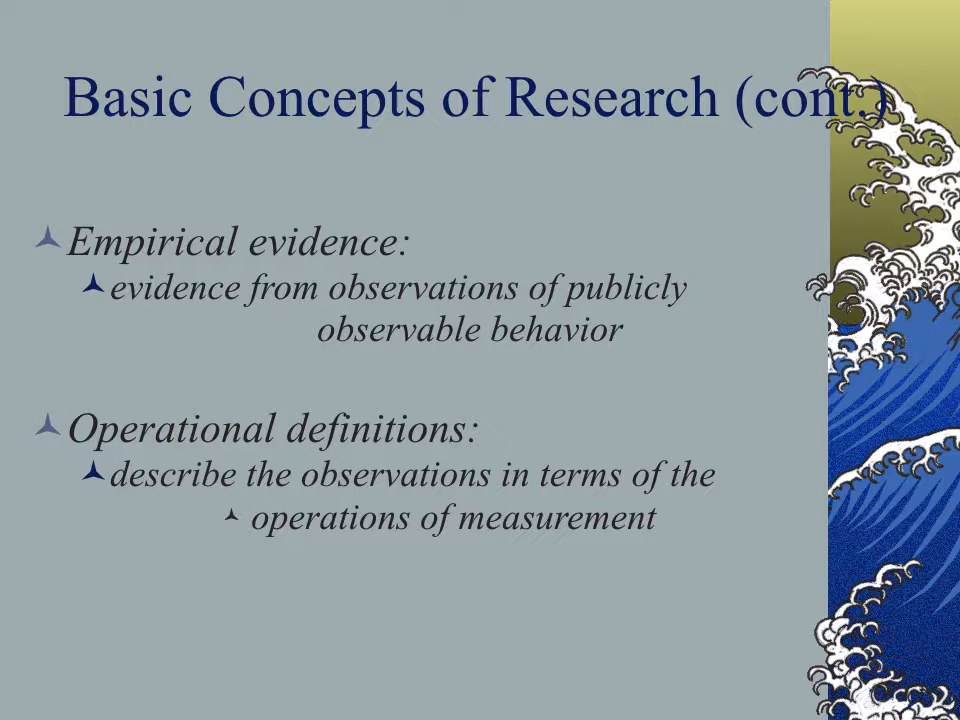 Basic Concepts of Research (cont.)
Empirical evidence:
evidence from observations of publicly
observable behavior
Operational definitions:
describe the observations in terms of the
operations of measurement